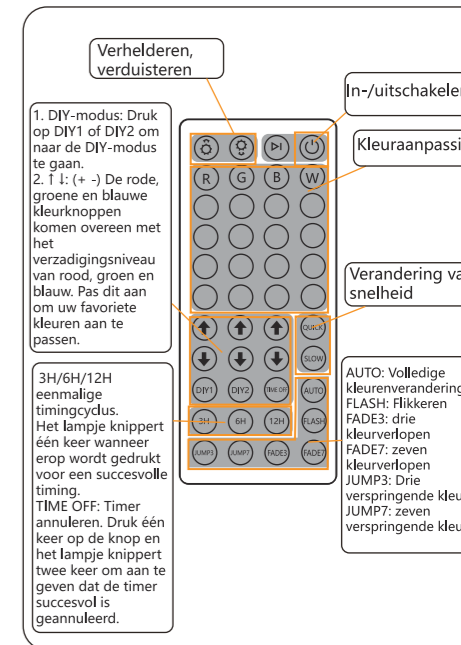 Verhelderen,
verduisteren
In-/uitschakelen
Kleuraanpassi
1. DIY-modus: Druk
op DIY1 of DIY2 om
naar de DIY-modus
te gaan.
2. ↑ ↓: (+ -) De rode,
groene en blauwe
kleurknoppen
komen overeen met
het
verzadigingsniveau
van rood, groen en
blauw. Pas dit aan
om uw favoriete
kleuren aan te
passen.
Verandering va
snelheid
3H/6H/12H
eenmalige
timingcyclus.
Het lampje knippert
één keer wanneer
erop wordt gedrukt
voor een succesvolle
timing.
TIME OFF: Timer
annuleren. Druk één
keer op de knop en
het lampje knippert
twee keer om aan te
geven dat de timer
succesvol is
geannuleerd.
R G B W
QUICK
SLOW
DIY1 DIY2 TIME OFF AUTO
3H 6H 12H FLASH
JUMP3 JUMP7 FADE3 FADE7
AUTO: Volledige
kleurenverandering
FLASH: Flikkeren
FADE3: drie
kleurverlopen
FADE7: zeven
kleurverlopen
JUMP3: Drie
verspringende kleu
JUMP7: zeven
verspringende kleu